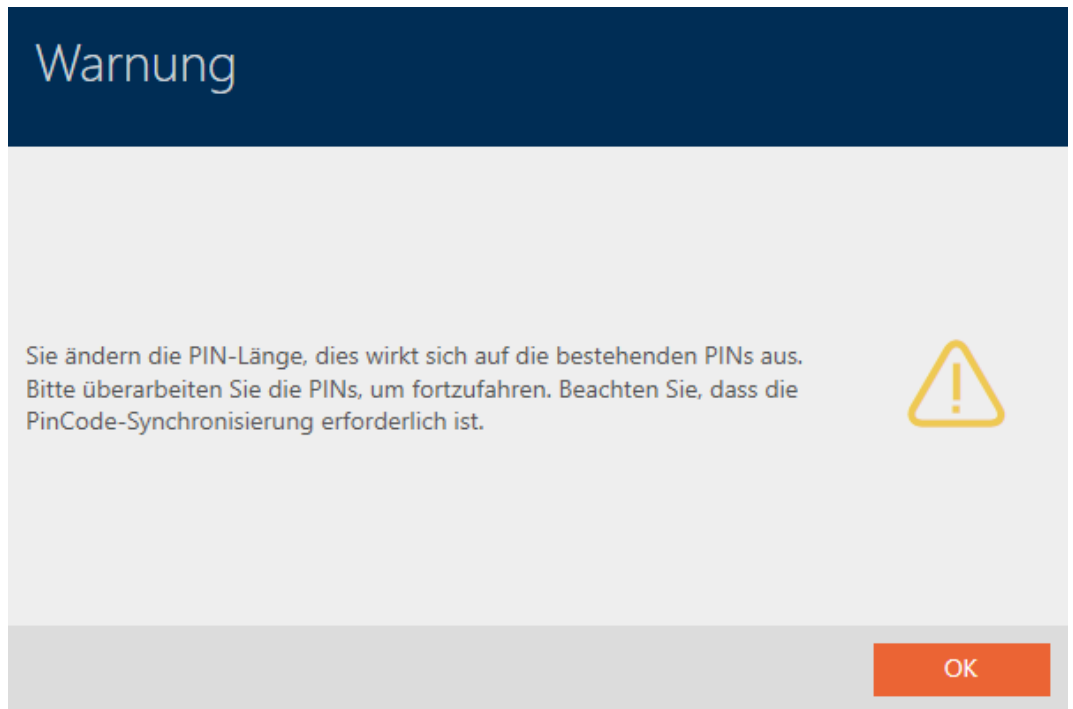 Warnung
Sie ändern die PIN-Länge, dies wirkt sich auf die bestehenden PINs aus.
Bitte überarbeiten Sie die PINs, um fortzufahren. Beachten Sie, dass die
PinCode-Synchronisierung erforderlich ist.
OK